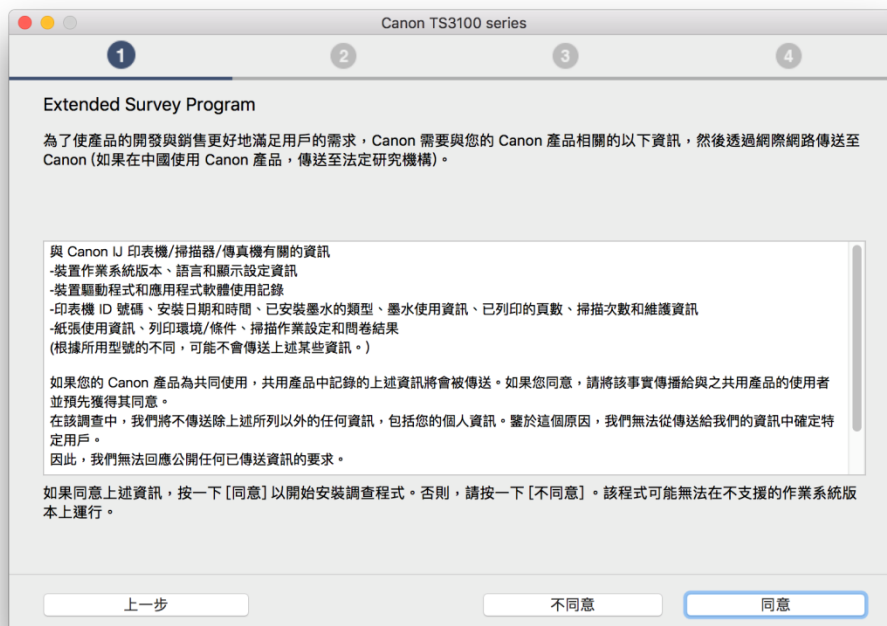 Canon TS3100 series
1 2 3 4
Extended Survey Program
為了使產品的開發與銷售更好地滿足用戶的需求，Canon 需要與您的 Canon 產品相關的以下資訊，然後透過網際網路傳送至
Canon (如果在中國使用 Canon 產品，傳送至法定研究機構)。
與 Canon IJ 印表機/掃描器/傳真機有關的資訊
-裝置作業系統版本、語言和顯示設定資訊
-裝置驅動程式和應用程式軟體使用記錄
-印表機 ID 號碼、安裝日期和時間、已安裝墨水的類型、墨水使用資訊、已列印的頁數、掃描次數和維護資訊
-紙張使用資訊、列印環境/條件、掃描作業設定和問卷結果
(根據所用型號的不同，可能不會傳送上述某些資訊。)
如果您的 Canon 產品為共同使用，共用產品中記錄的上述資訊將會被傳送。如果您同意，請將該事實傳播給與之共用產品的使用者
並預先獲得其同意。
在該調查中，我們將不傳送除上述所列以外的任何資訊，包括您的個人資訊。鑒於這個原因，我們無法從傳送給我們的資訊中確定特
定用戶。
因此，我們無法回應公開任何已傳送資訊的要求。
如果同意上述資訊，按一下 [同意] 以開始安裝調查程式。否則，請按一下 [不同意] 。該程式可能無法在不支援的作業系統版
本上運行。
上一步 不同意 同意